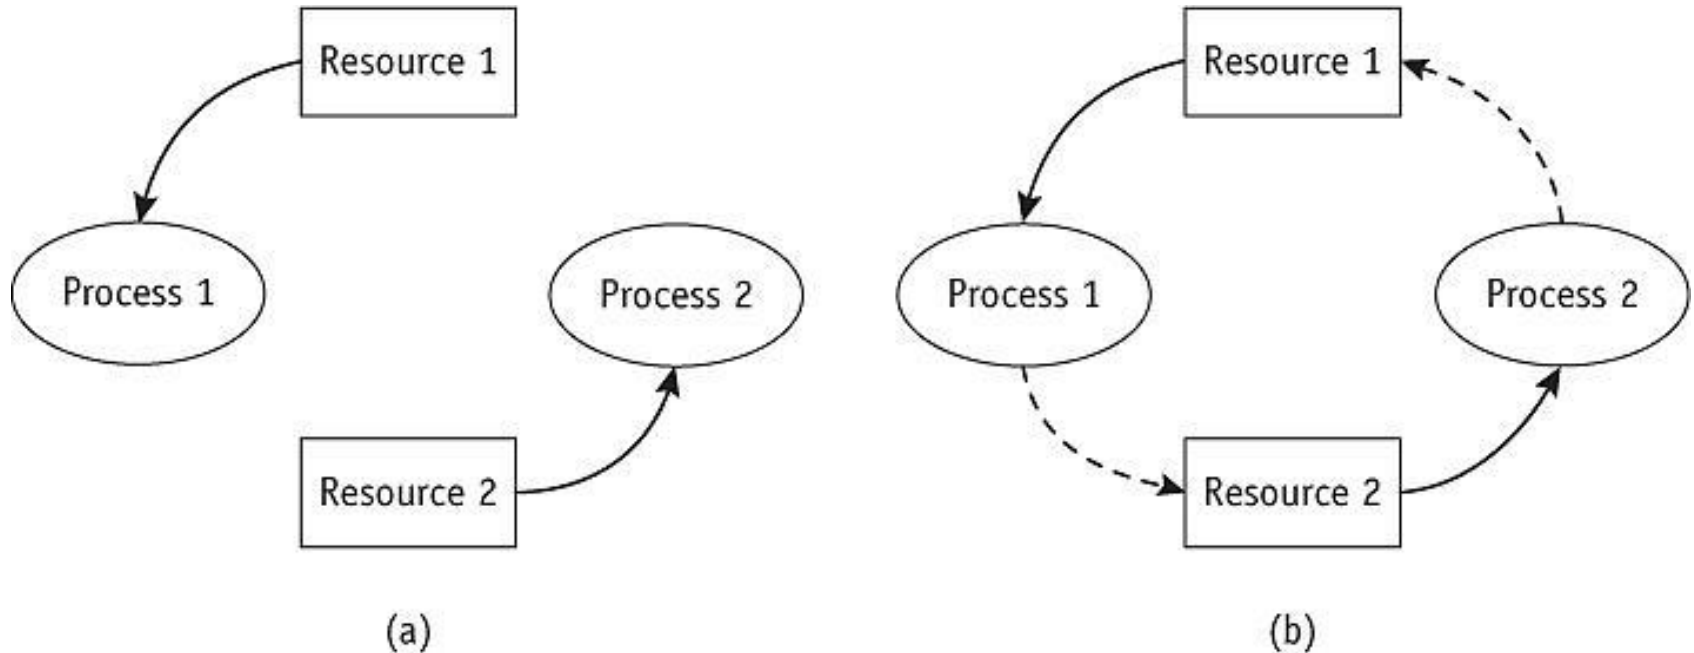 Resource 1
Process 1
Process 2
Resource 2
(a)
Resource 1
Process 1
Process 2
Resource 2
(b)